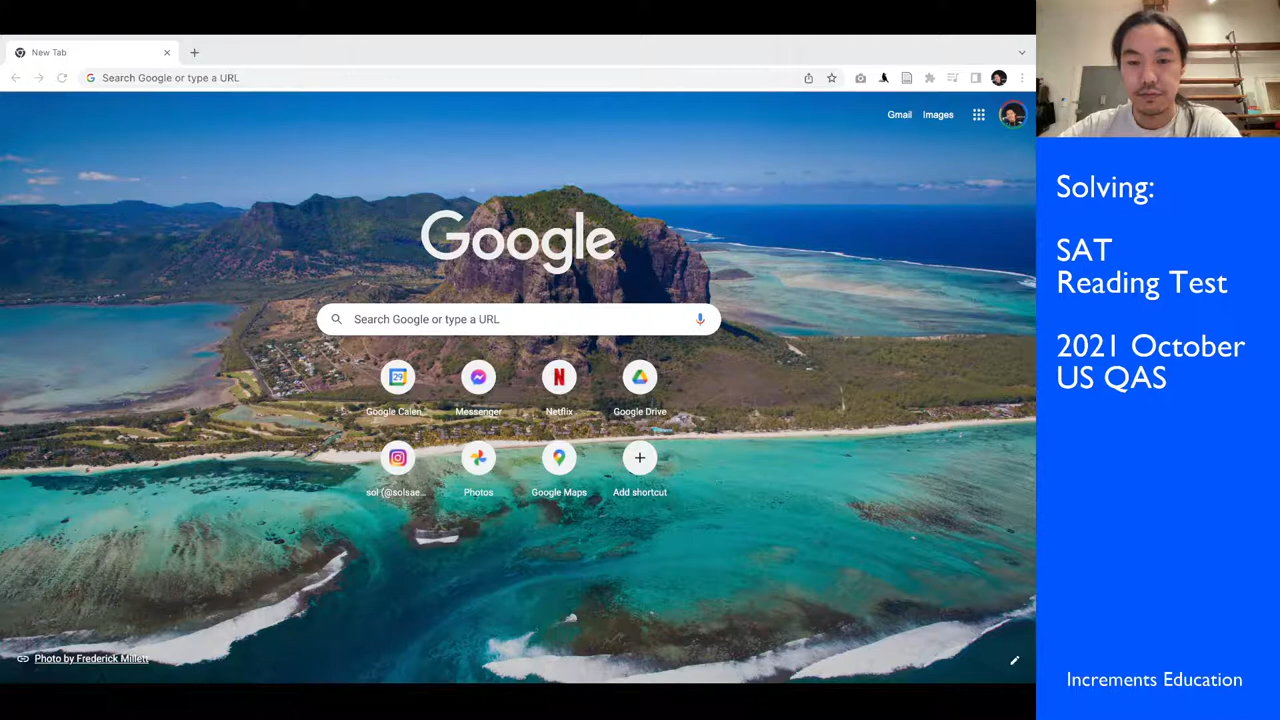 New Tab
Search Google or type a URL
Gmail Images
Google
Search Google or type a URL
29
Google Calen...
Messenger
Netflix
Google Drive
sol (@solsae...
Photos
Google Maps
Add shortcut
Photo by Frederick Millett
Solving:
SAT
Reading Test
2021 October
US QAS
Increments Education